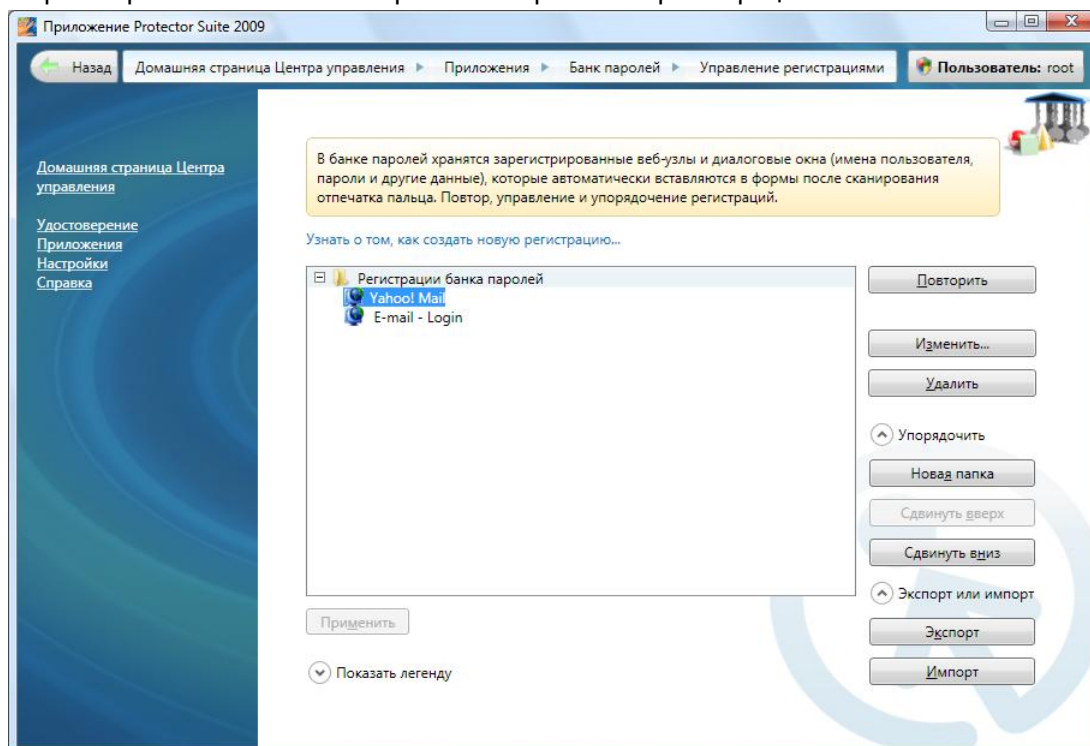 Приложение Protector Suite 2009
Назад Домашняя страница Центра управления Приложения Банк паролей Управление регистрациями Пользователь: root
Домашняя страница Центра
управления
Удостоверение
Приложения
Настройки
Справка
В банке паролей хранятся зарегистрированные веб-узлы и диалоговые окна (имена пользователя,
пароли и другие данные), которые автоматически вставляются в формы после сканирования
отпечатка пальца. Повтор, управление и упорядочение регистраций.
Узнать о том, как создать новую регистрацию...
Регистрации банка паролей
Yahoo! Mail
E-mail - Login
Повторить
Изменить...
Удалить
Упорядочить
Новая папка
Сдвинуть вверх
Сдвинуть вниз
Экспорт или импорт
Экспорт
Импорт
Применить
Показать легенду